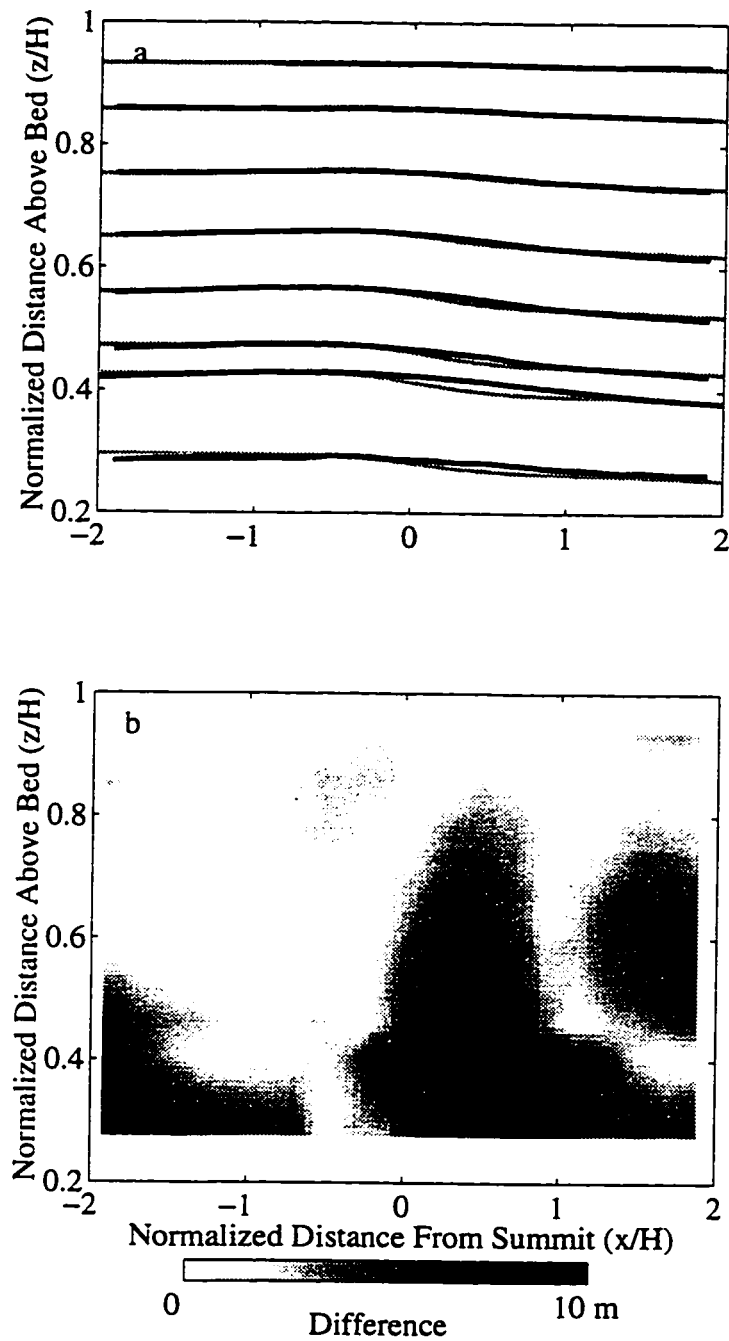 a
1
0.8
0.6
0.4
0.2
Normalized Distance Above Bed (z/H)
−2 −1 0 1 2
b
1
0.8
0.6
0.4
0.2
Normalized Distance Above Bed (z/H)
−2 −1 0 1 2
Normalized Distance From Summit (x/H)
0 10 m
Difference